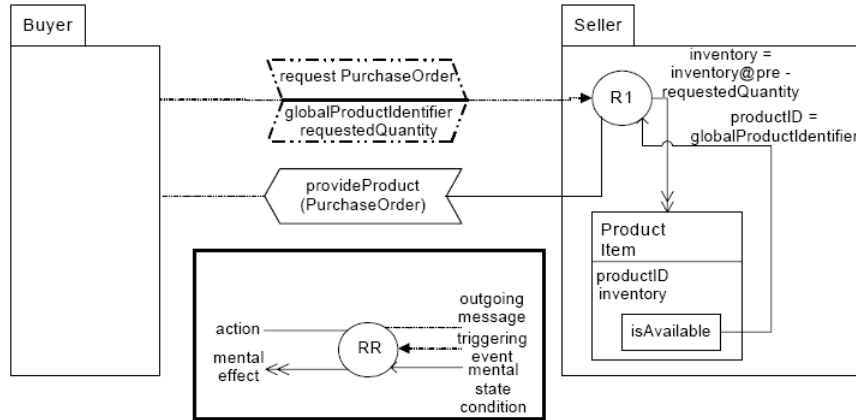 Buyer
Seller
request PurchaseOrder
globalProductIdentifier
requestedQuantity
R1
inventory =
inventory@pre -
requestedQuantity
productID =
globalProductIdentifier
provideProduct
(PurchaseOrder)
Product
Item
productID
inventory
isAvailable
action
mental
effect
RR
outgoing
message
triggering
event
mental
state
condition